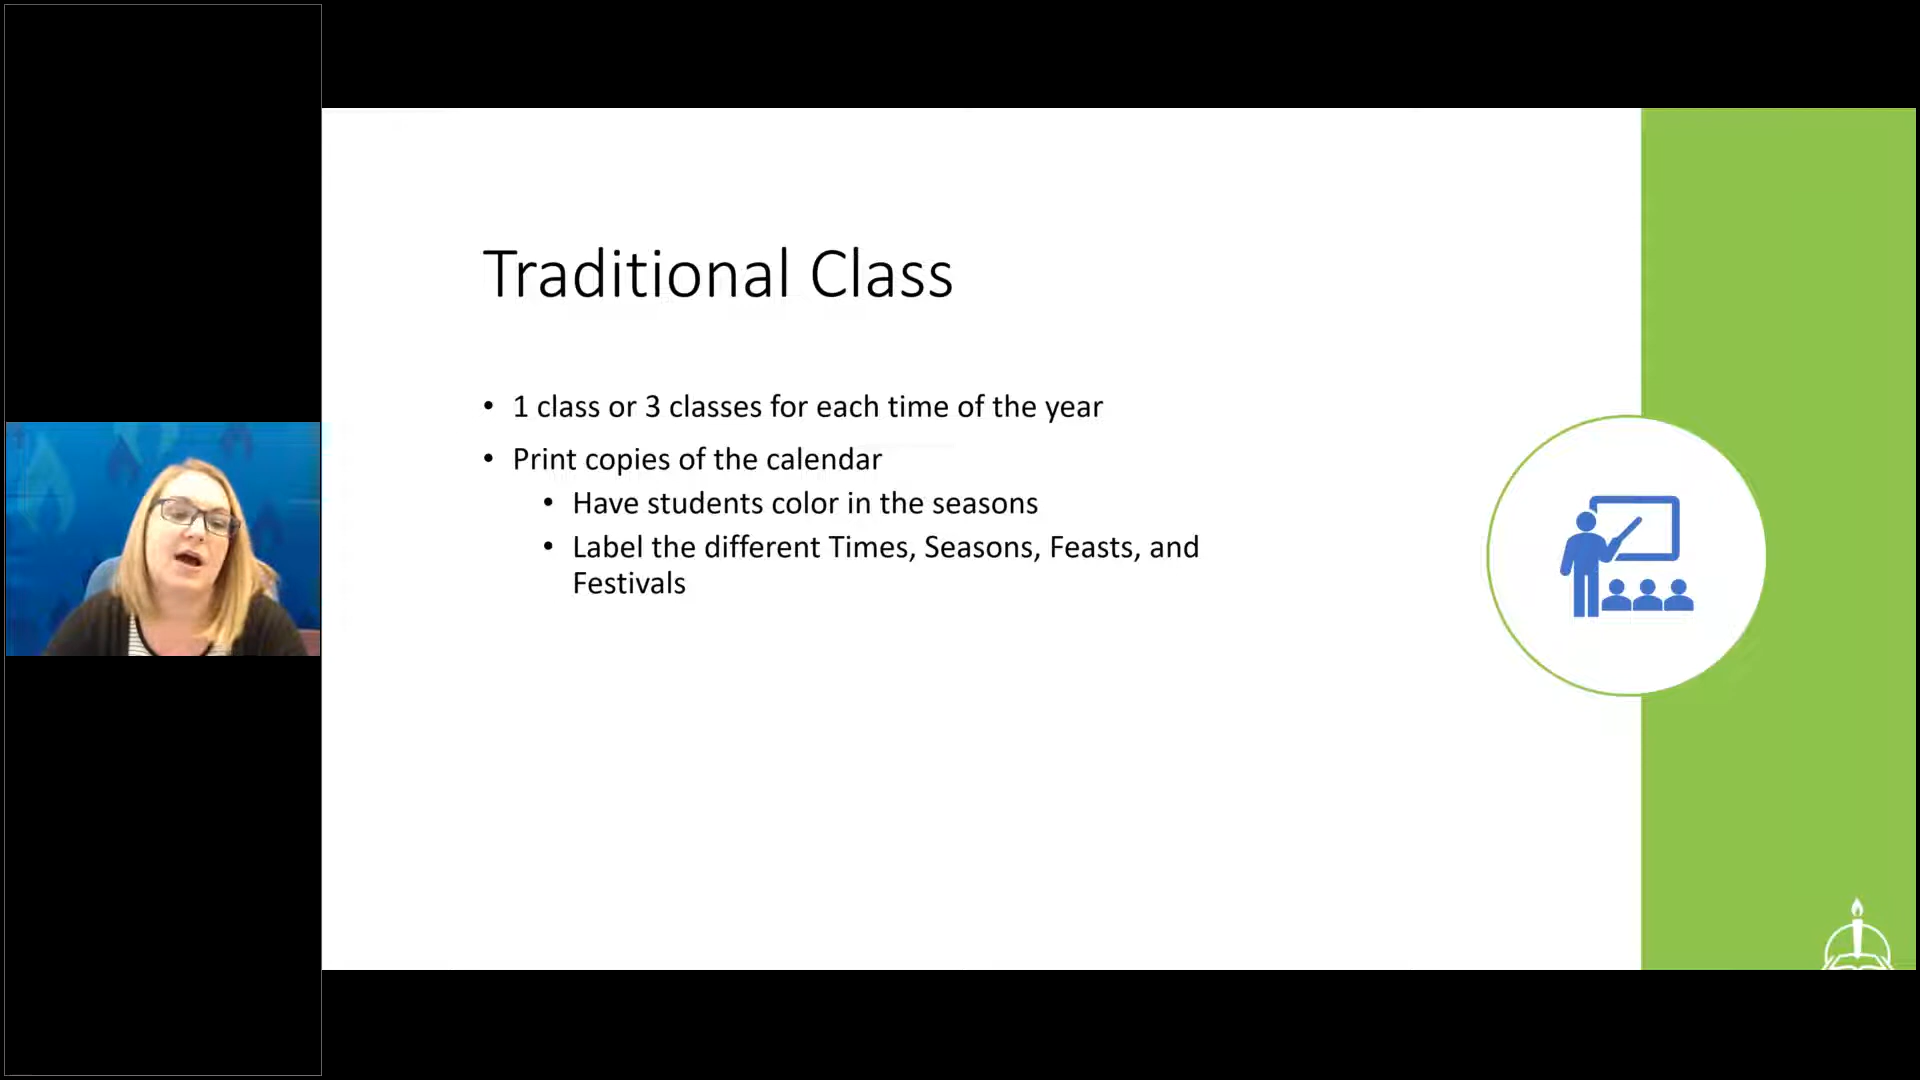 Traditional Class
• 1 class or 3 classes for each time of the year
• Print copies of the calendar
• Have students color in the seasons
• Label the different Times, Seasons, Feasts, and
Festivals